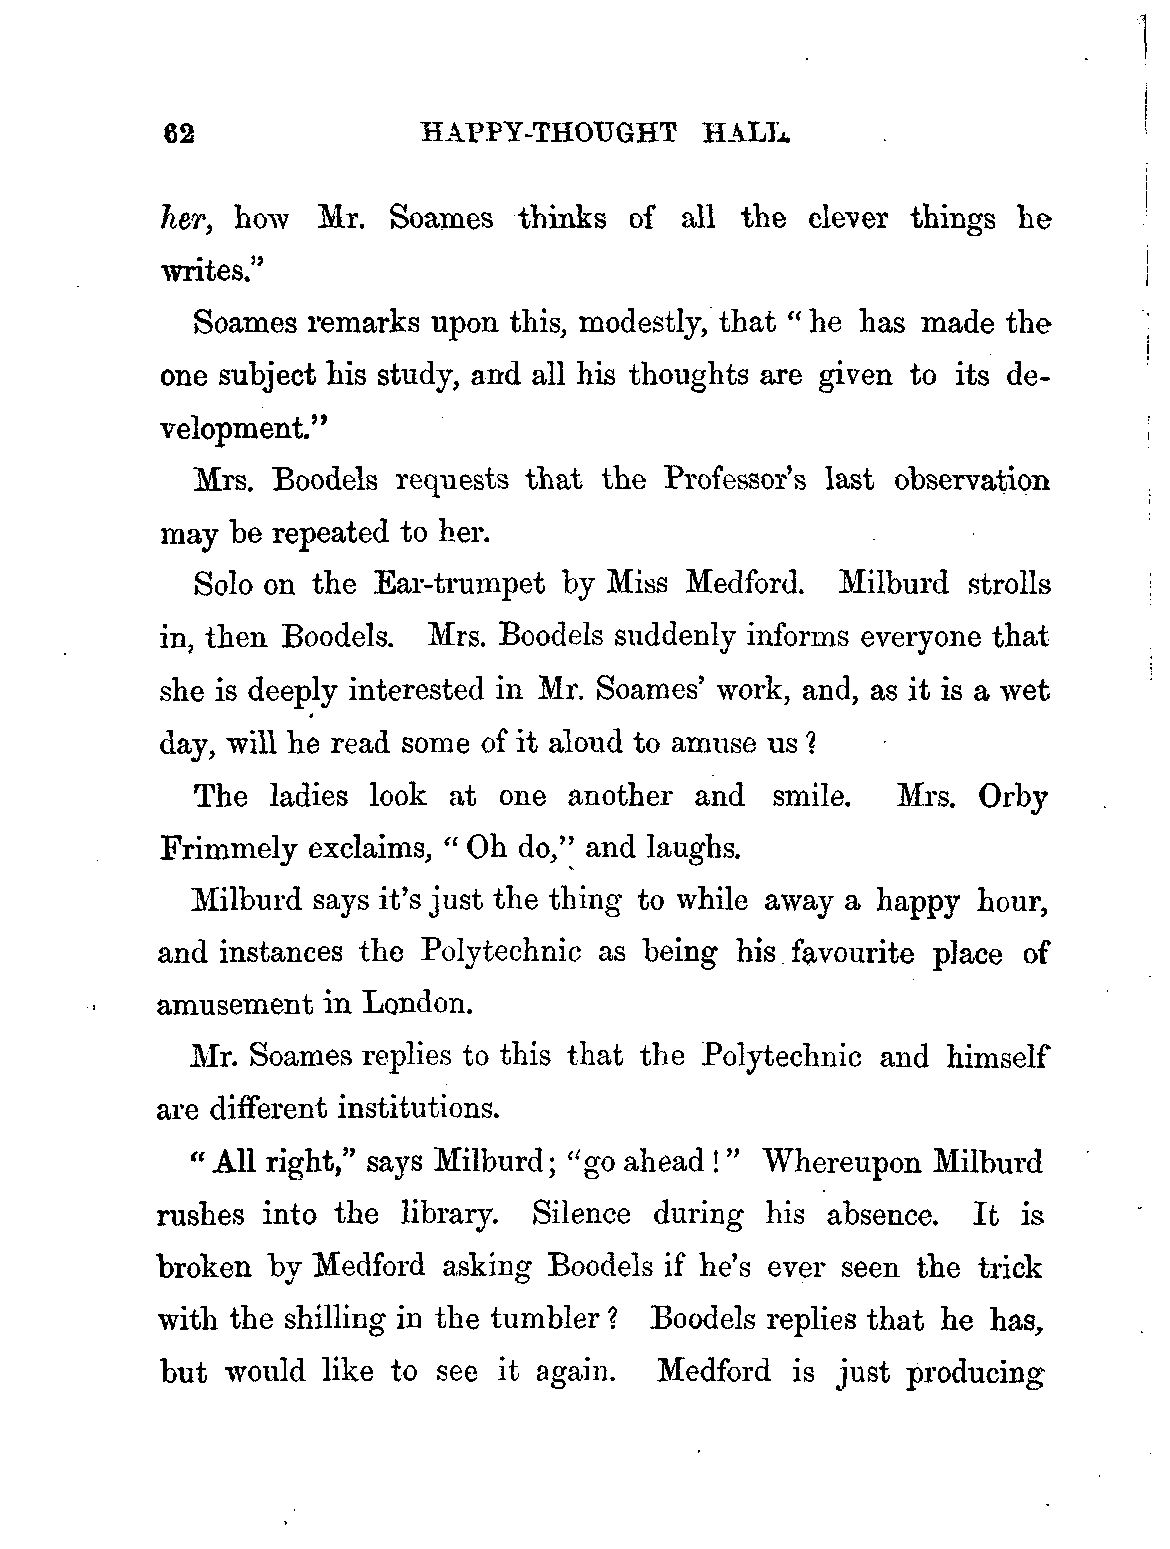 62 HAPPY-THOUGHT HALL.
her, how Mr. Soames thinks of all the clever things he
writes."
Soames remarks upon this, modestly, that "he has made the
one subject his study, and all his thoughts are given to its de-
velopment."
Mrs. Boodels requests that the Professor's last observation
may be repeated to her.
Solo on the Ear-trumpet by Miss Medford. Milburd strolls
in, then Boodels. Mrs. Boodels suddenly informs everyone that
she is deeply interested in Mr. Soames' work, and, as it is a wet
day, will he read some of it aloud to amuse us?
The ladies look at one another and smile. Mrs. Orby
Frimmely exclaims, "Oh do," and laughs.
Milburd says it's just the thing to while away a happy hour,
and instances the Polytechnic as being his favourite place of
amusement in London.
Mr. Soames replies to this that the Polytechnic and himself
are different institutions.
"All right," says Milburd; "go ahead!" Whereupon Milburd
rushes into the library. Silence during his absence. It is
broken by Medford asking Boodels if he's ever seen the trick
with the shilling in the tumbler? Boodels replies that he has,
but would like to see it again. Medford is just producing